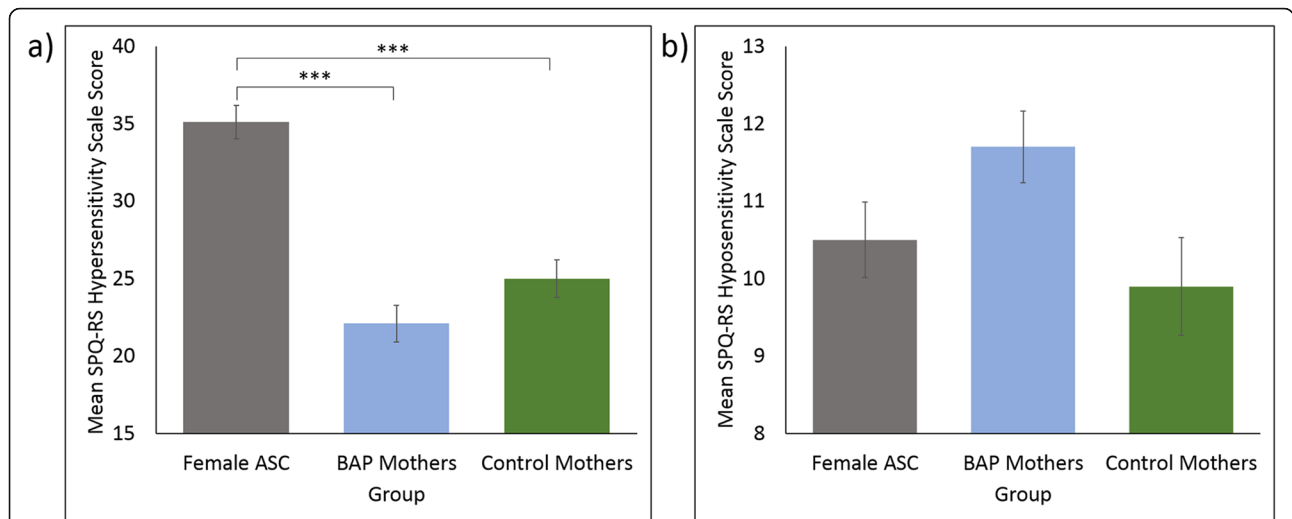 a)
Mean SPQ-RS Hypersensitivity Scale Score
40
35
30
25
20
15
***
***
Female ASC
BAP Mothers
Control Mothers
Group
b)
Mean SPQ-RS Hyposensitivity Scale Score
13
12
11
10
9
8
Female ASC
BAP Mothers
Control Mothers
Group